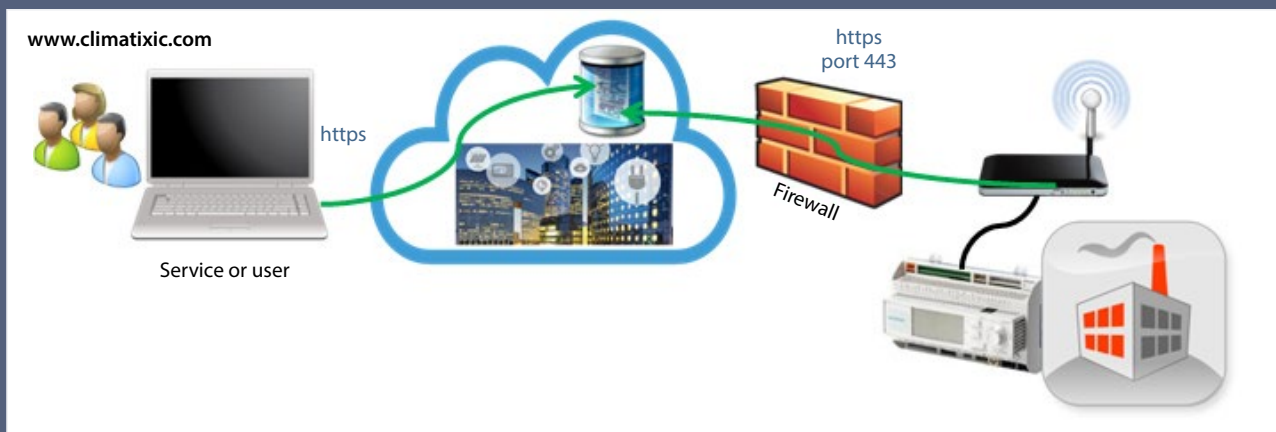 www.climatixic.com
https
port 443
https
Firewall
Service or user